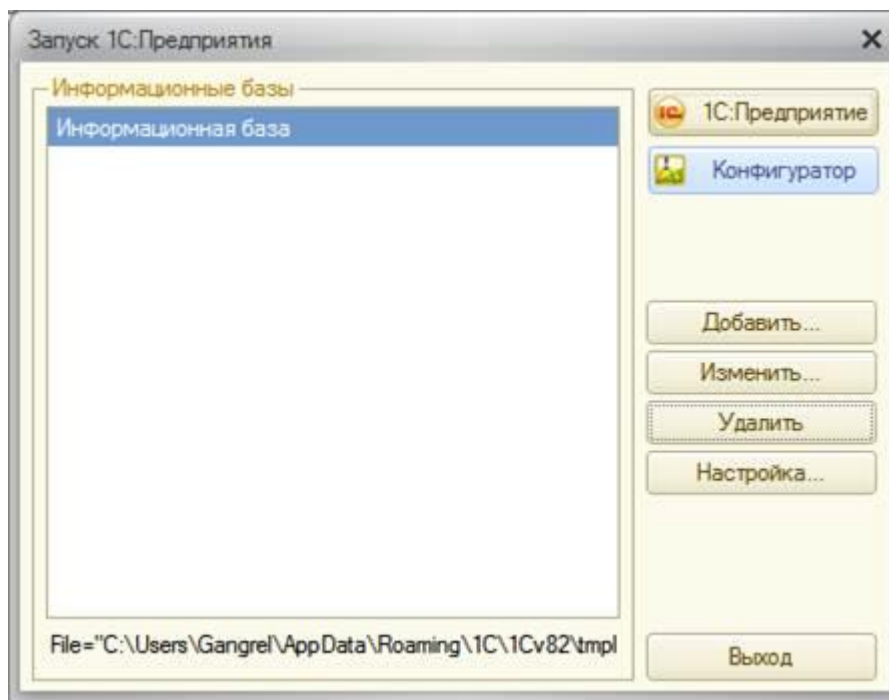 Запуск 1С:Предприятия
Информационные базы
Информационная база
1С:Предприятие
Конфигуратор
Добавить...
Изменить...
Удалить
Настройка...
File="C:\Users\Gangrel\AppData\Roaming\1C\1Cv82\tmpl
Выход